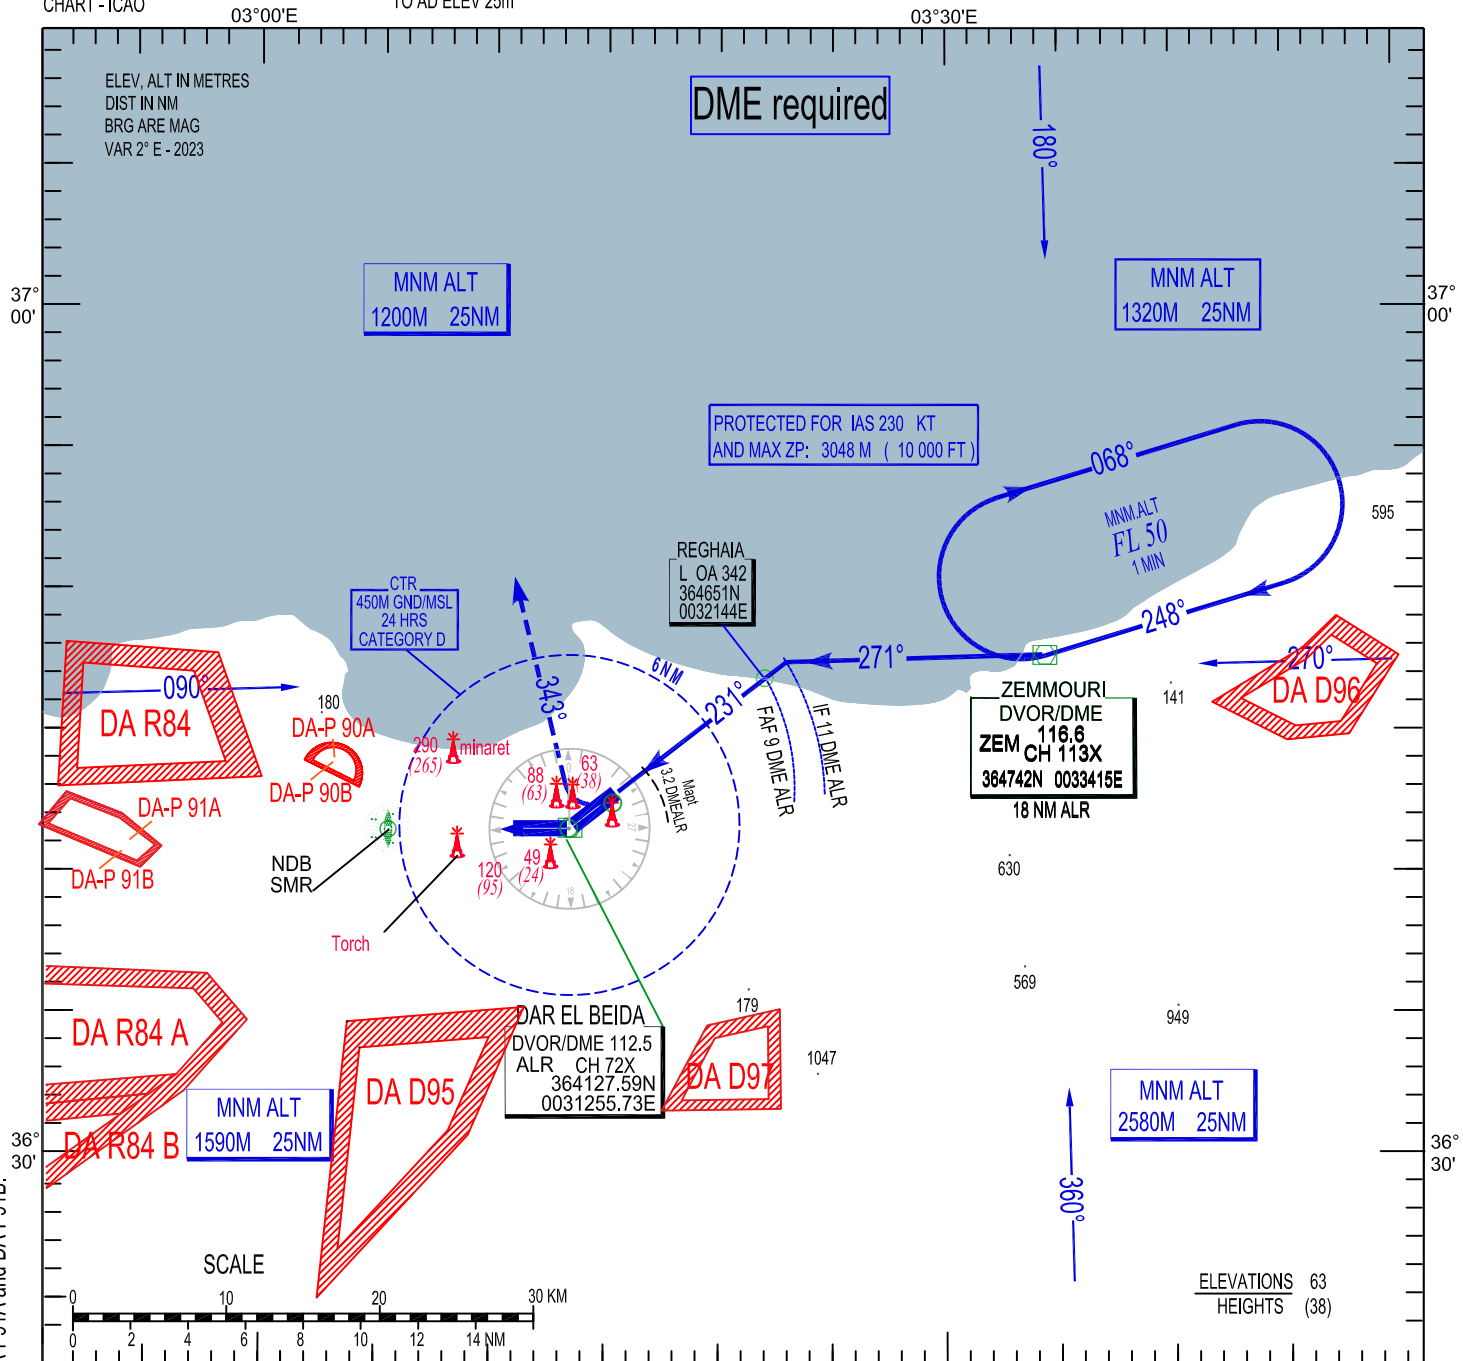 CHART - ICAO
TO AD ELEV 25m
03°00'E
03°30'E
ELEV, ALT IN METRES
DIST IN NM
BRG ARE MAG
VAR 2° E - 2023
DME required
180°
37°
00'
37°
00'
MNM ALT
1200M 25NM
MNM ALT
1320M 25NM
PROTECTED FOR IAS 230 KT
AND MAX ZP: 3048 M ( 10 000 FT )
068°
MNM.ALT
FL 50
1 MIN
248°
595
REGHAIA
L OA 342
364651N
0032144E
CTR
450M GND/MSL
24 HRS
CATEGORY D
6 NM
271°
231°
343°
090°
270°
DA R84
DA D96
180
141
DA-P 90A
DA-P 90B
290
(265)
minaret
88
(63)
63
(38)
FAF 9 DME ALR
IF 11 DME ALR
Mapt
3.2 DMEALR
ZEMMOURI
DVOR/DME
116.6
ZEM CH 113X
364742N 0033415E
18 NM ALR
DA-P 91A
DA-P 91B
0
27
18
NDB
SMR
120
(95)
49
(24)
Torch
630
569
949
179
1047
DA R84 A
DA R84 B
DA D95
DA D97
DAR EL BEIDA
DVOR/DME 112.5
ALR CH 72X
364127.59N
0031255.73E
MNM ALT
1590M 25NM
MNM ALT
2580M 25NM
36°
30'
36°
30'
360°
SCALE
0 10 20 30 KM
0 2 4 6 8 10 12 14 NM
ELEVATIONS 63
HEIGHTS (38)